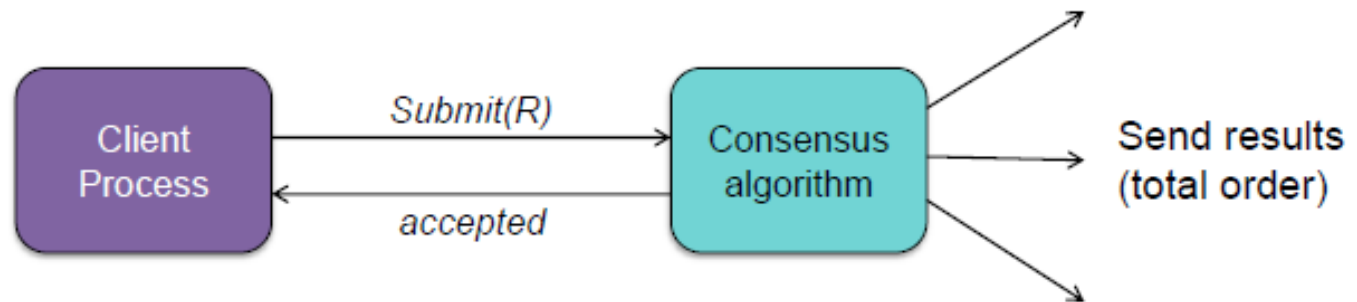 Client
Process
Submit(R)
accepted
Consensus
algorithm
Send results
(total order)